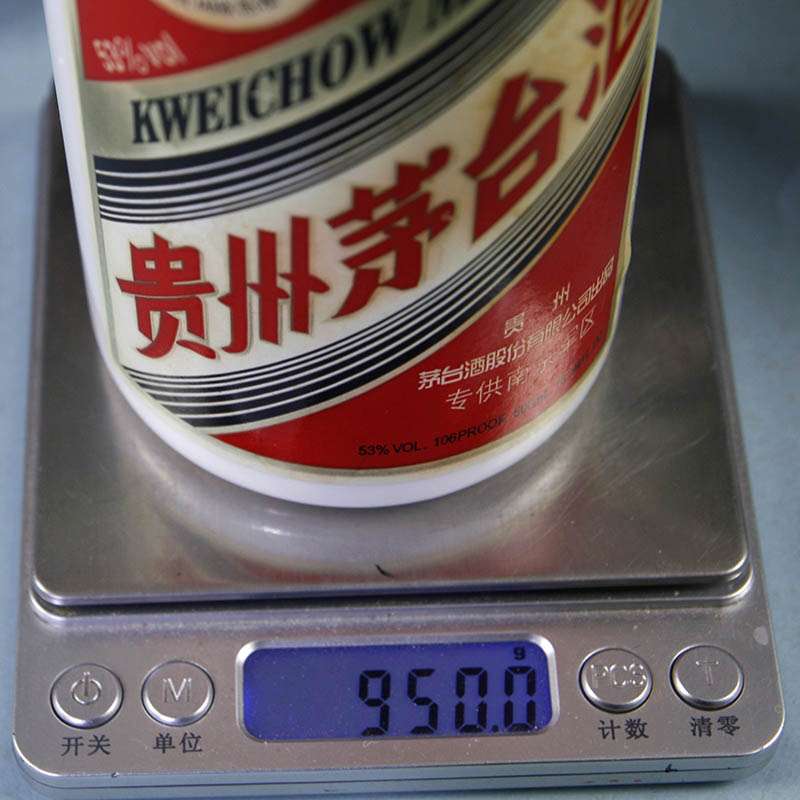 53%vol
KWEICHOW M
贵州茅台酒
贵州
茅台酒股份有限公司出品
专供南
区
53% VOL. 106PROOF
g
950.0
M
PCS
T
开关
单位
计数
清零